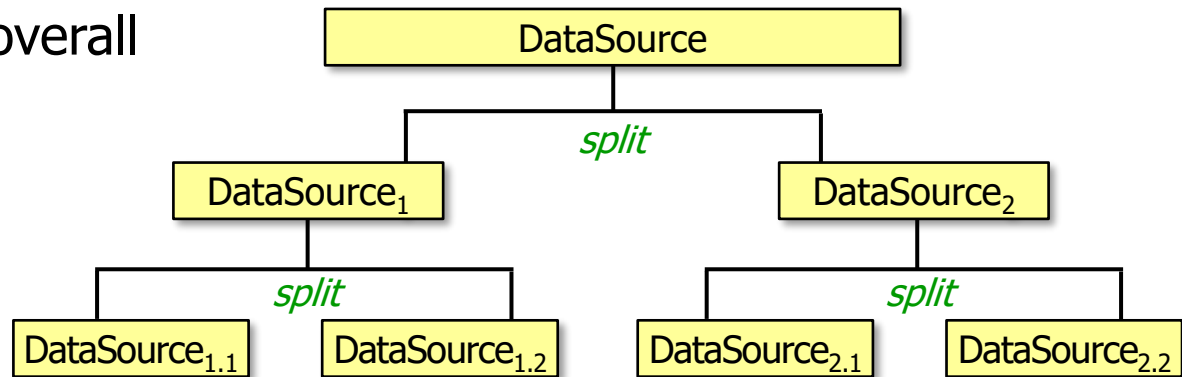 overall
DataSource
split
DataSource₁ DataSource₂
split split
DataSource₁.₁ DataSource₁.₂ DataSource₂.₁ DataSource₂.₂